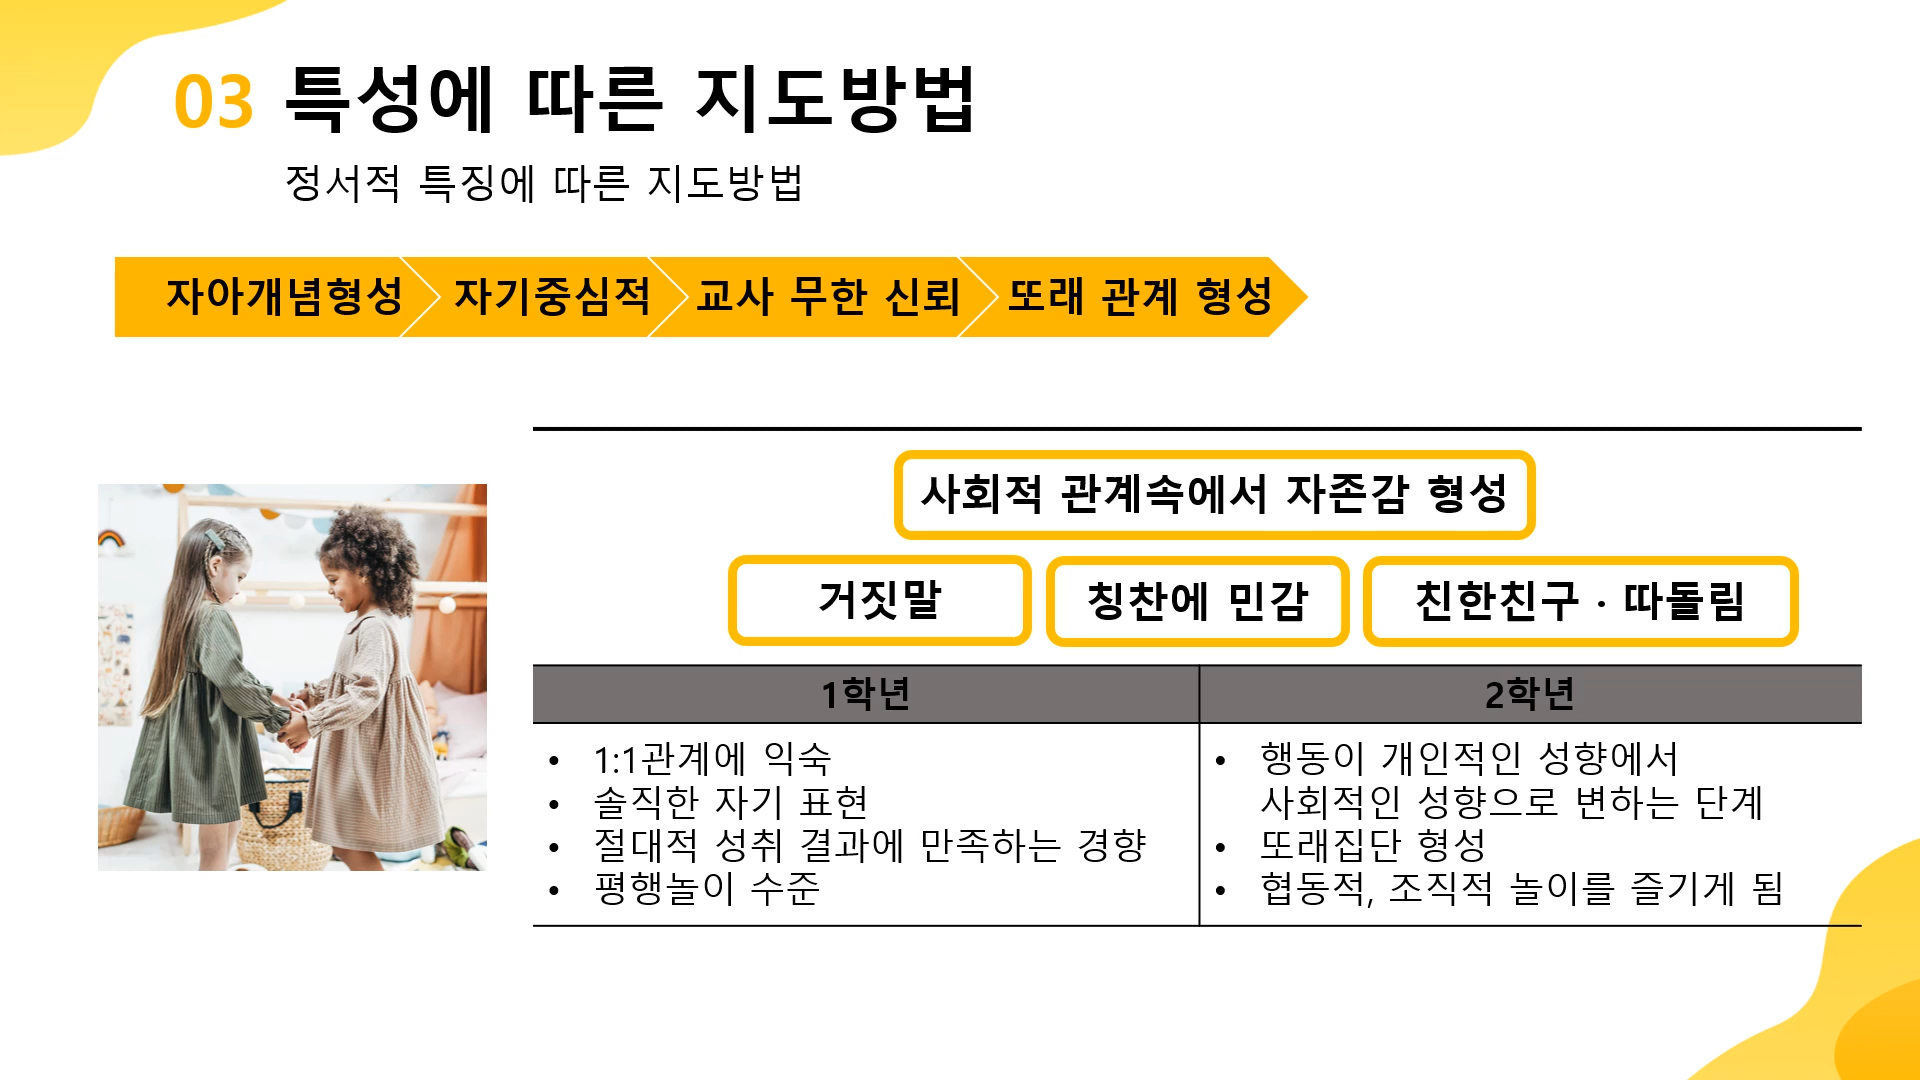 03 특성에 따른 지도방법
정서적 특징에 따른 지도방법
자아개념형성 자기중심적 교사 무한 신뢰 또래 관계 형성
사회적 관계속에서 자존감 형성
거짓말 칭찬에 민감 친한친구 · 따돌림
1학년 2학년
• 1:1관계에 익숙
• 솔직한 자기 표현
• 절대적 성취 결과에 만족하는 경향
• 평행놀이 수준
• 행동이 개인적인 성향에서
사회적인 성향으로 변하는 단계
• 또래집단 형성
• 협동적, 조직적 놀이를 즐기게 됨